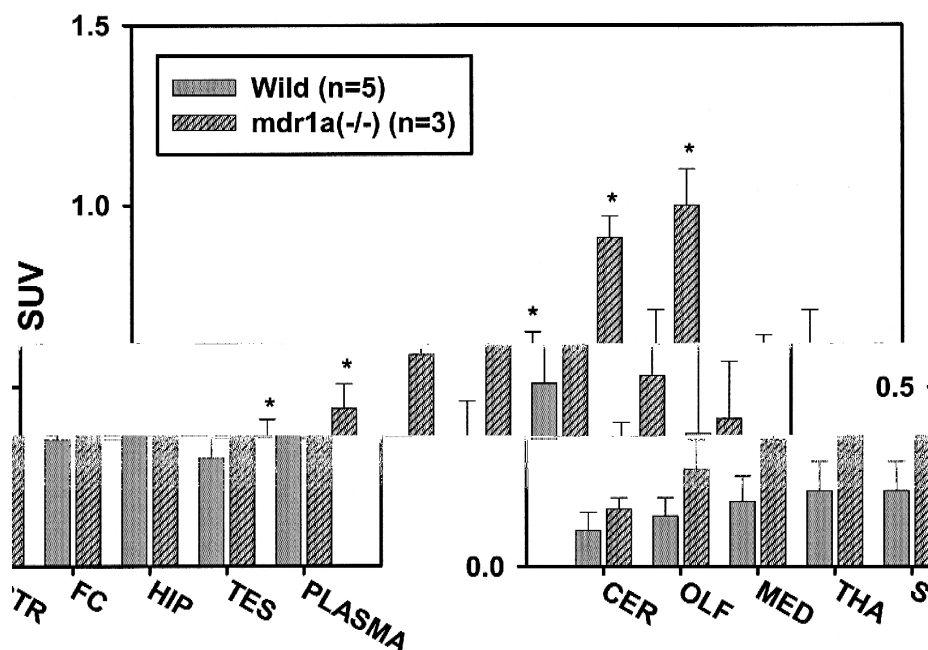 1.5
Wild (n=5)
mdr1a(-/-) (n=3)
*
*
1.0
SUV
*
*
*
0.5
0.0
TR
FC
HIP
TES
PLASMA
CER
OLF
MED
THA
S